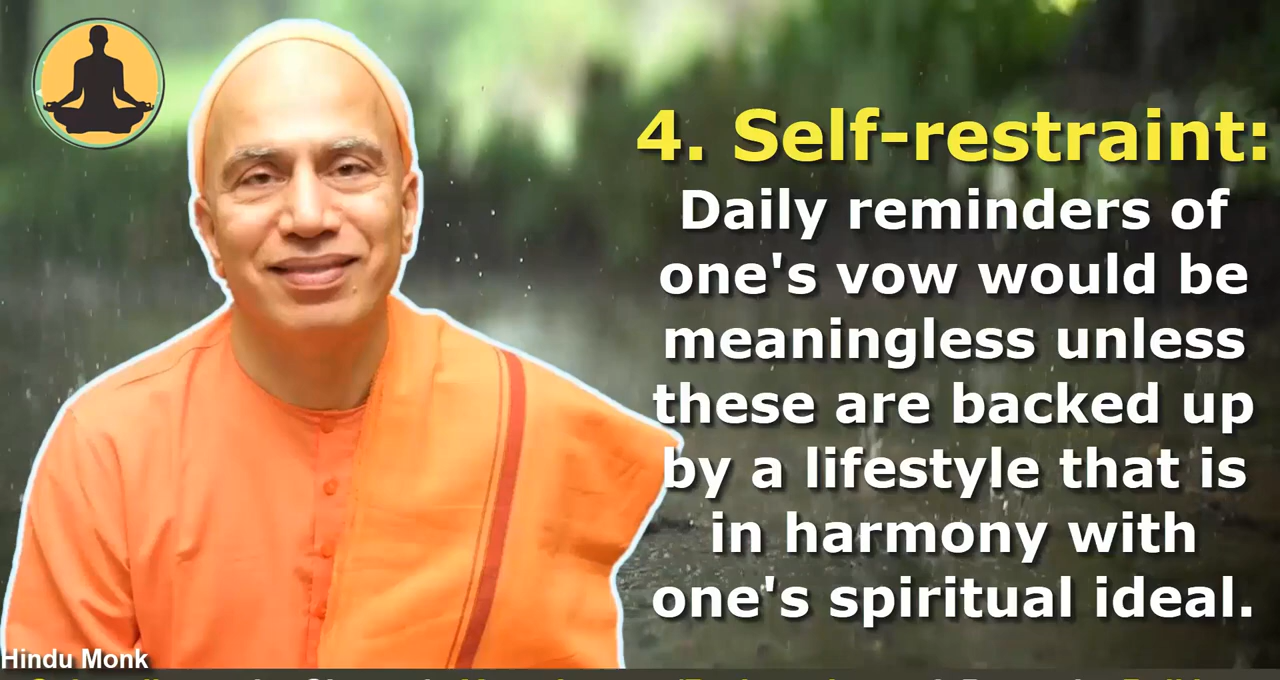 4. Self-restraint:
Daily reminders of
one's vow would be
meaningless unless
these are backed up
by a lifestyle that is
in harmony with
one's spiritual ideal.
Hindu Monk